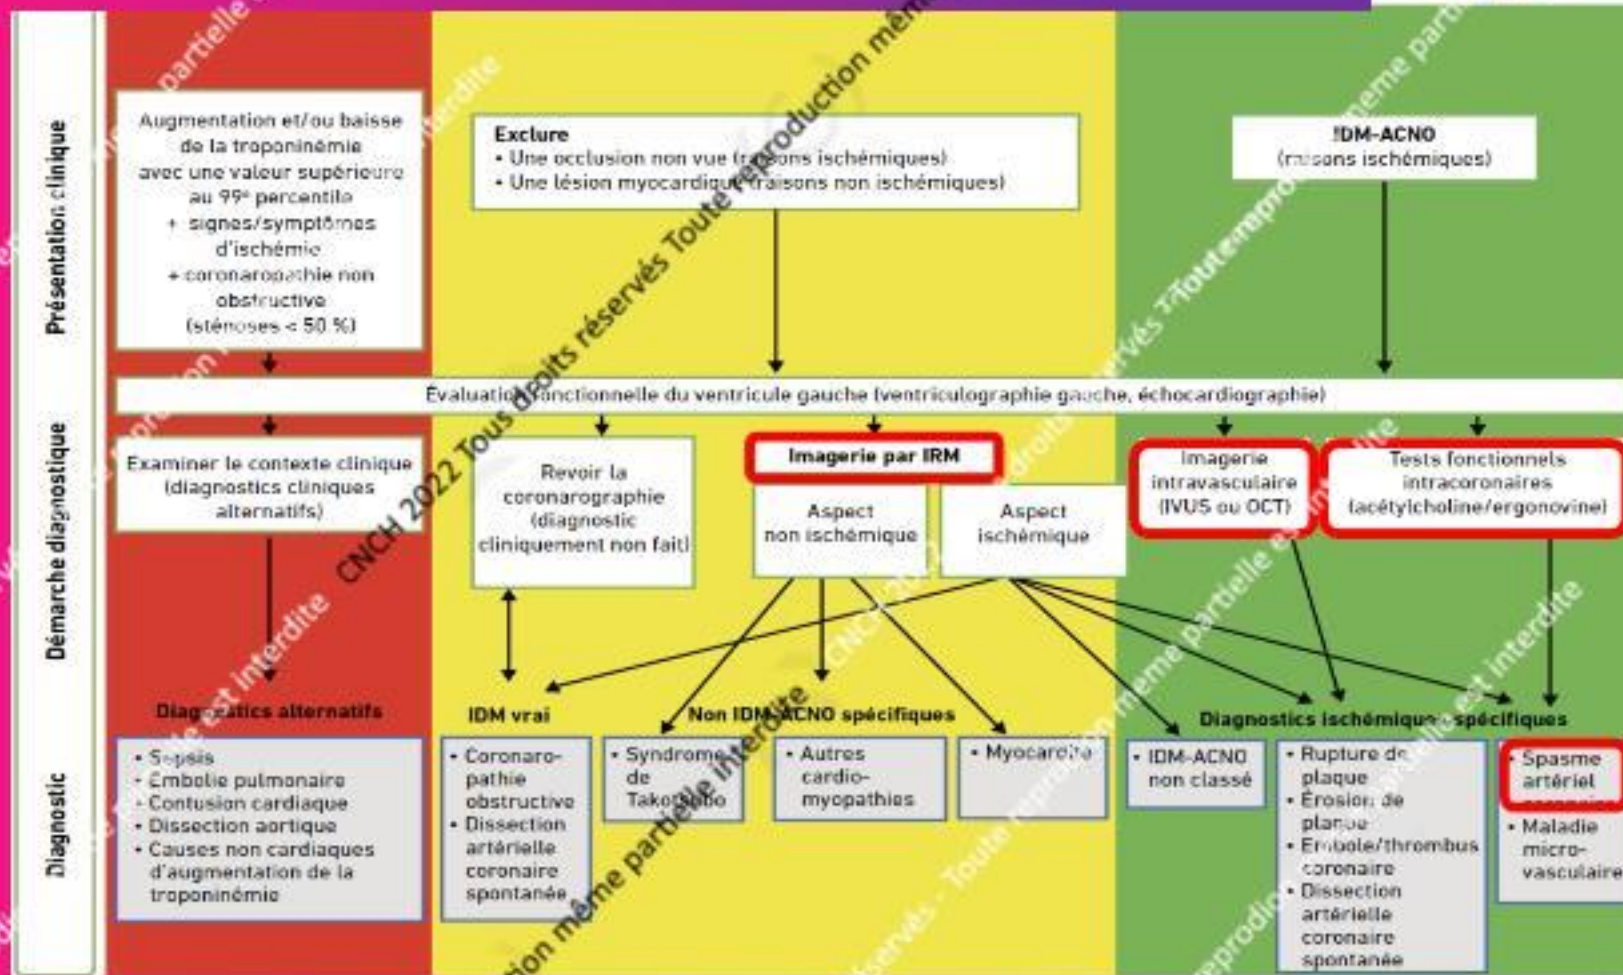 Présentation clinique
Augmentation et/ou baisse
de la troponinémie
avec une valeur supérieure
au 99e percentile
+ signes/symptômes
d'ischémie
+ coronaropathie non
obstructive
(sténoses < 50 %)
Exclure
• Une occlusion non vue (raisons ischémiques)
• Une lésion myocardique (raisons non ischémiques)
IDM-ACNO
(raisons ischémiques)
Évaluation fonctionnelle du ventricule gauche (ventriculographie gauche, échocardiographie)
Démarche diagnostique
Examiner le contexte clinique
(diagnostics cliniques
alternatifs)
Revoir la
coronarographie
(diagnostic
cliniquement non fait)
Imagerie par IRM
Aspect
non ischémique
Aspect
ischémique
Imagerie
intravasculaire
(IVUS ou OCT)
Tests fonctionnels
intracoronaires
(acétylcholine/ergonovine)
Diagnostic
Diagnostics alternatifs
• Sepsis
• Embolie pulmonaire
• Contusion cardiaque
• Dissection aortique
• Causes non cardiaques
d'augmentation de la
troponinémie
IDM vrai
• Coronaro-
pathie
obstructive
• Dissection
artérielle
coronaire
spontanée
Non IDM-ACNO spécifiques
• Syndrome
de
Takotsubo
• Autres
cardio-
myopathies
• Myocardite
Diagnostics ischémiques spécifiques
• IDM-ACNO
non classé
• Rupture de
plaque
• Érosion de
plaque
• Embole/thrombus
coronaire
• Dissection
artérielle
coronaire
spontanée
• Spasme
artériel
• Maladie
micro-
vasculaire
CNCH 2022 Tous droits réservés Toute reproduction même partielle interdite